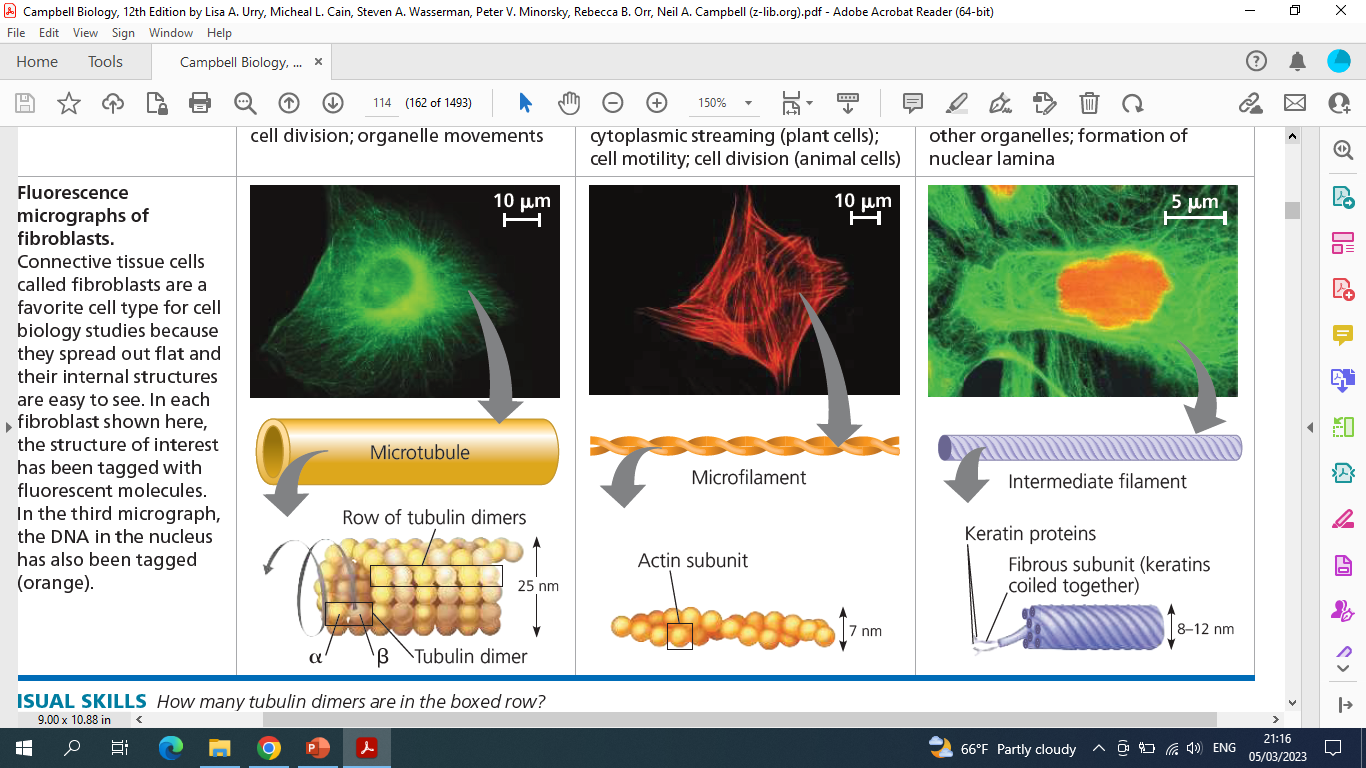 Campbell Biology, 12th Edition by Lisa A. Urry, Micheal L. Cain, Steven A. Wasserman, Peter V. Minorsky, Rebecca B. Orr, Neil A. Campbell (z-lib.org).pdf - Adobe Acrobat Reader (64-bit)
File Edit View Sign Window Help
Home Tools Campbell Biology, ... ×
114 (162 of 1493) 150%
cell division; organelle movements
cytoplasmic streaming (plant cells);
cell motility; cell division (animal cells)
other organelles; formation of
nuclear lamina
Fluorescence
micrographs of
fibroblasts.
Connective tissue cells
called fibroblasts are a
favorite cell type for cell
biology studies because
they spread out flat and
their internal structures
are easy to see. In each
fibroblast shown here,
the structure of interest
has been tagged with
fluorescent molecules.
In the third micrograph,
the DNA in the nucleus
has also been tagged
(orange).
10 μm
Microtubule
Row of tubulin dimers
25 nm
α β Tubulin dimer
10 μm
Microfilament
Actin subunit
7 nm
5 μm
Intermediate filament
Keratin proteins
Fibrous subunit (keratins
coiled together)
8–12 nm
ISUAL SKILLS How many tubulin dimers are in the boxed row?
9.00 x 10.88 in
66°F Partly cloudy ENG
21:16
05/03/2023